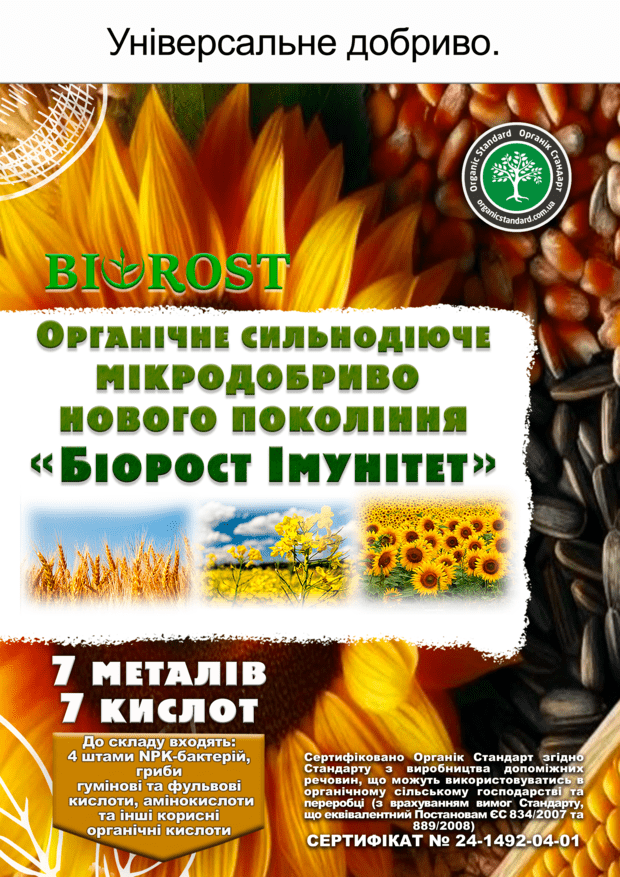 Універсальне добриво.
Organic Standard Органік Стандарт
organicstandard.com.ua
BIOROST
Органічне сильнодіюче
мікродобриво
нового покоління
«Біорост Імунітет»
7 металів
7 кислот
До складу входять:
4 штами NPK-бактерій,
гриби
гумінові та фульвові
кислоти, амінокислоти
та інші корисні
органічні кислоти
Сертифіковано Органік Стандарт згідно
Стандарту з виробництва допоміжних
речовин, що можуть використовуватись в
органічному сільському господарстві та
переробці (з врахуванням вимог Стандарту,
що еквівалентний Постановам ЄС 834/2007 та
889/2008)
СЕРТИФІКАТ № 24-1492-04-01